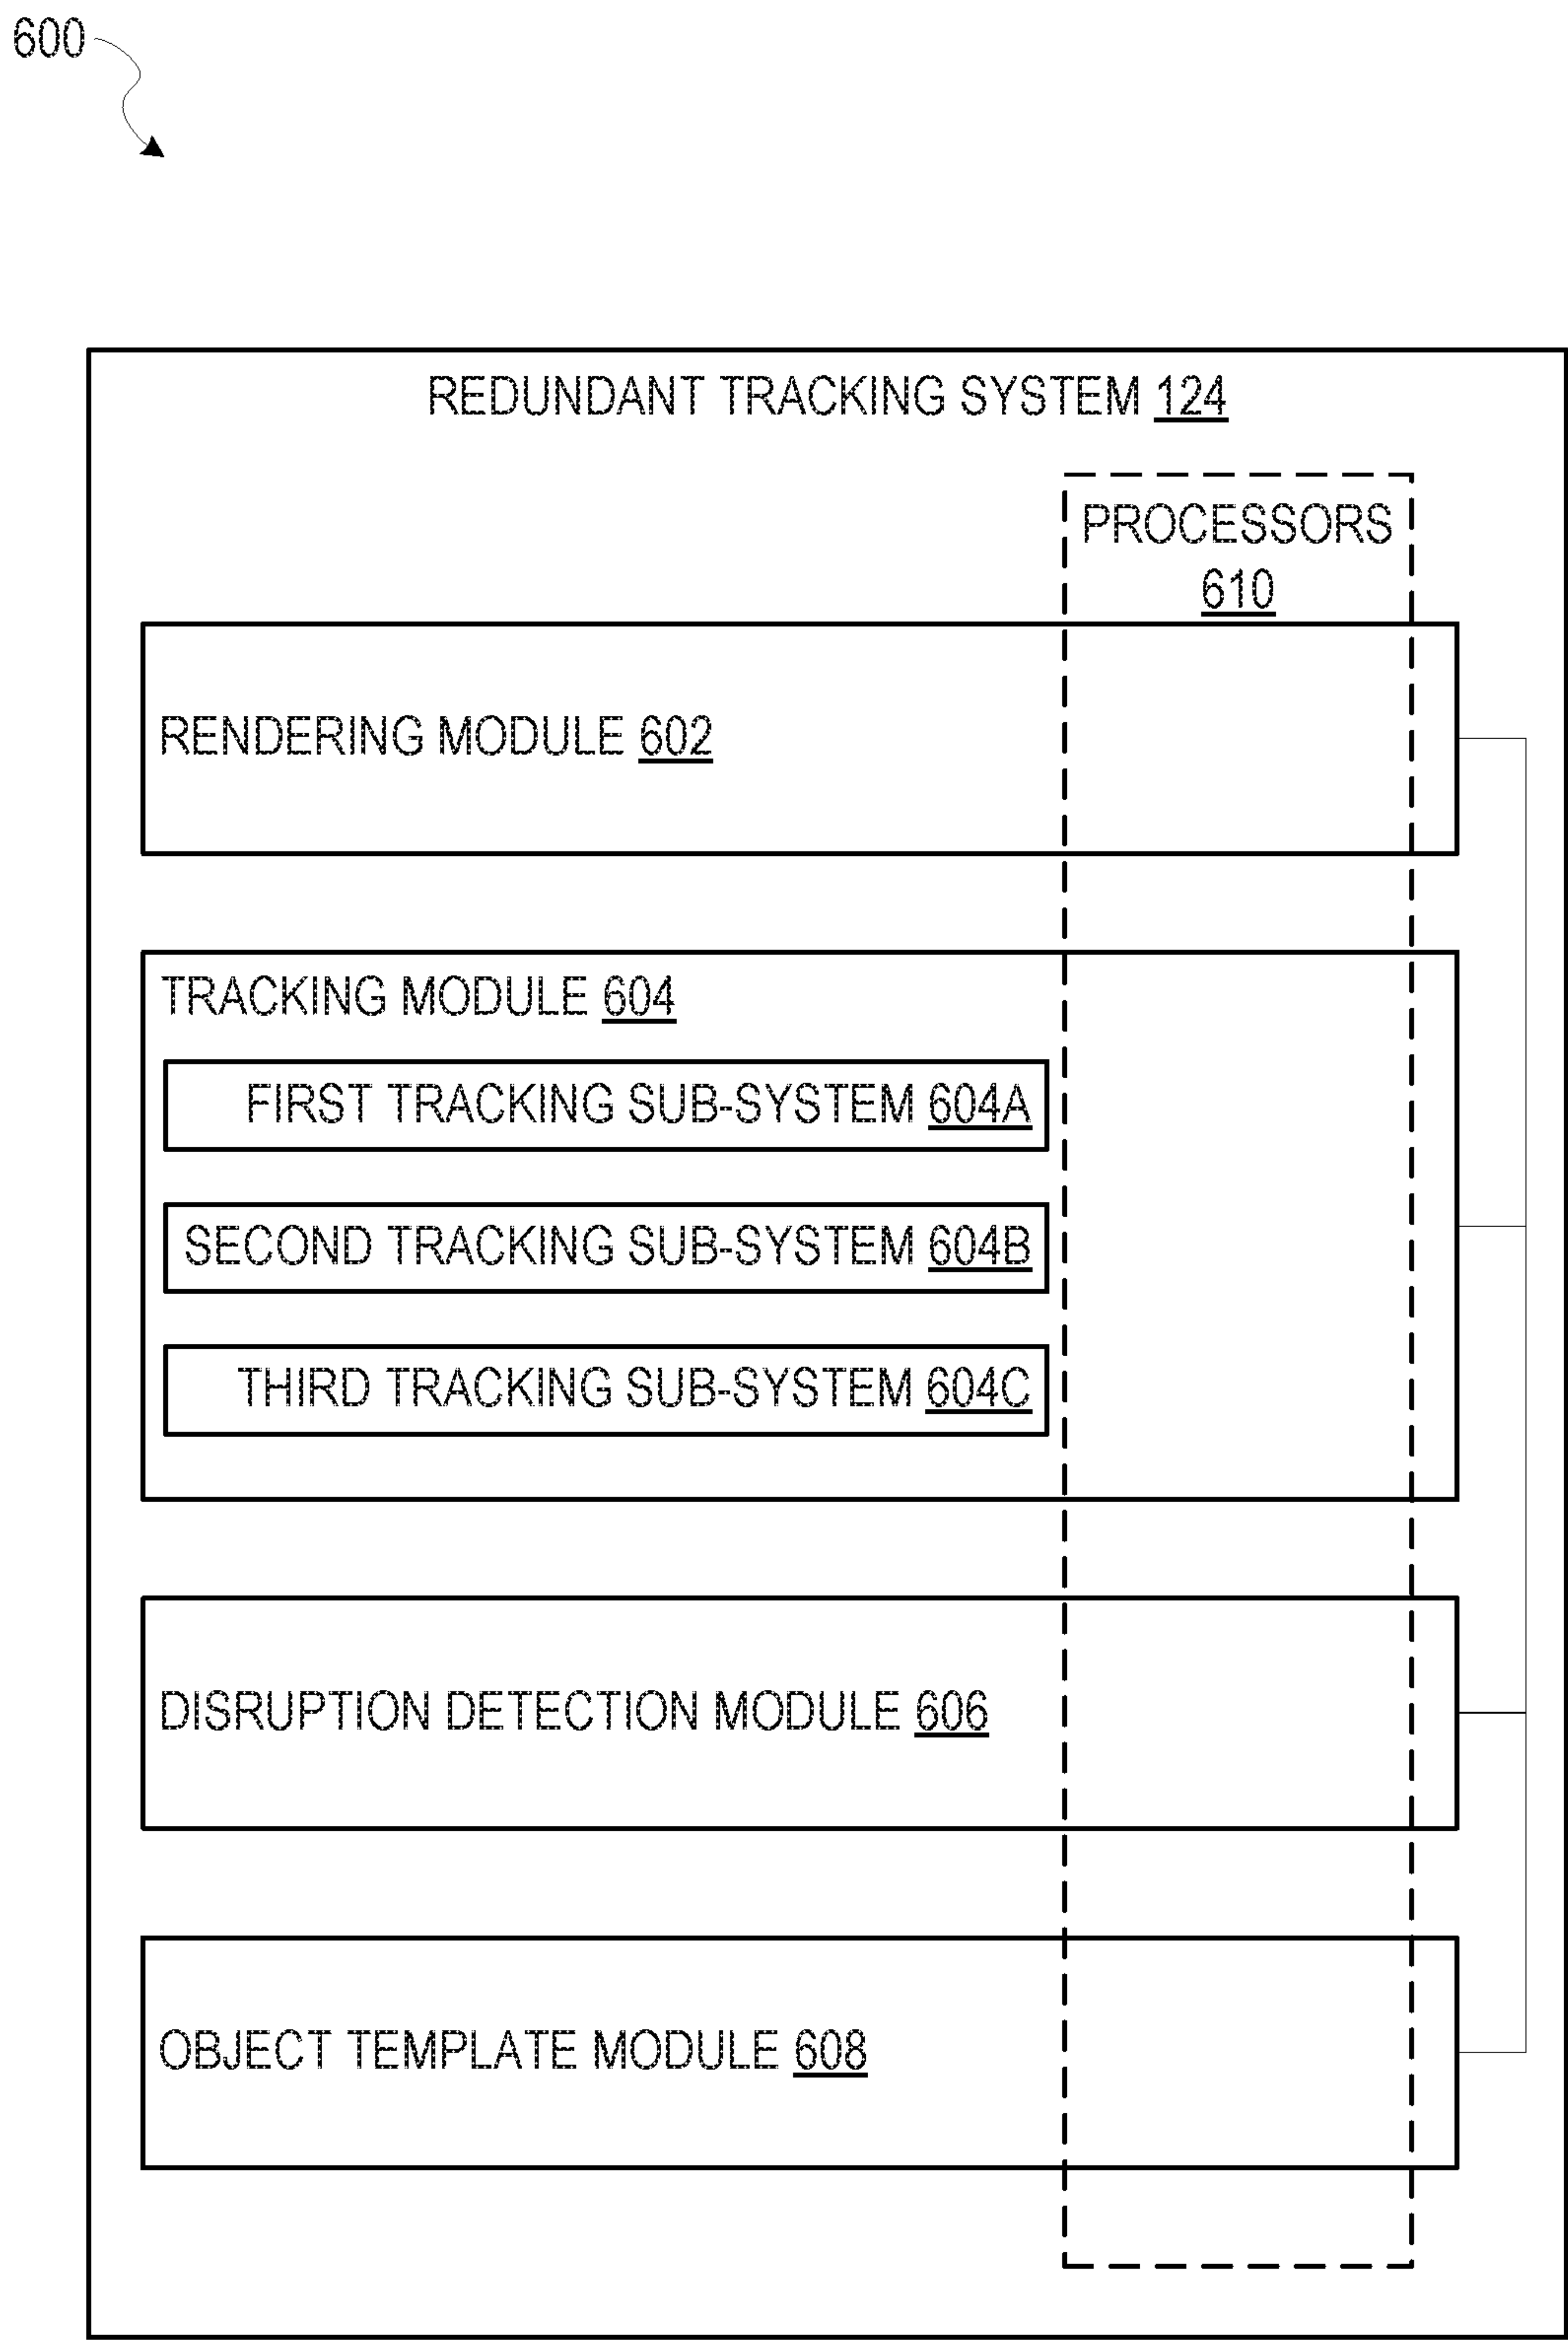 600
REDUNDANT TRACKING SYSTEM 124
PROCESSORS
610
RENDERING MODULE 602
TRACKING MODULE 604
FIRST TRACKING SUB-SYSTEM 604A
SECOND TRACKING SUB-SYSTEM 604B
THIRD TRACKING SUB-SYSTEM 604C
DISRUPTION DETECTION MODULE 606
OBJECT TEMPLATE MODULE 608